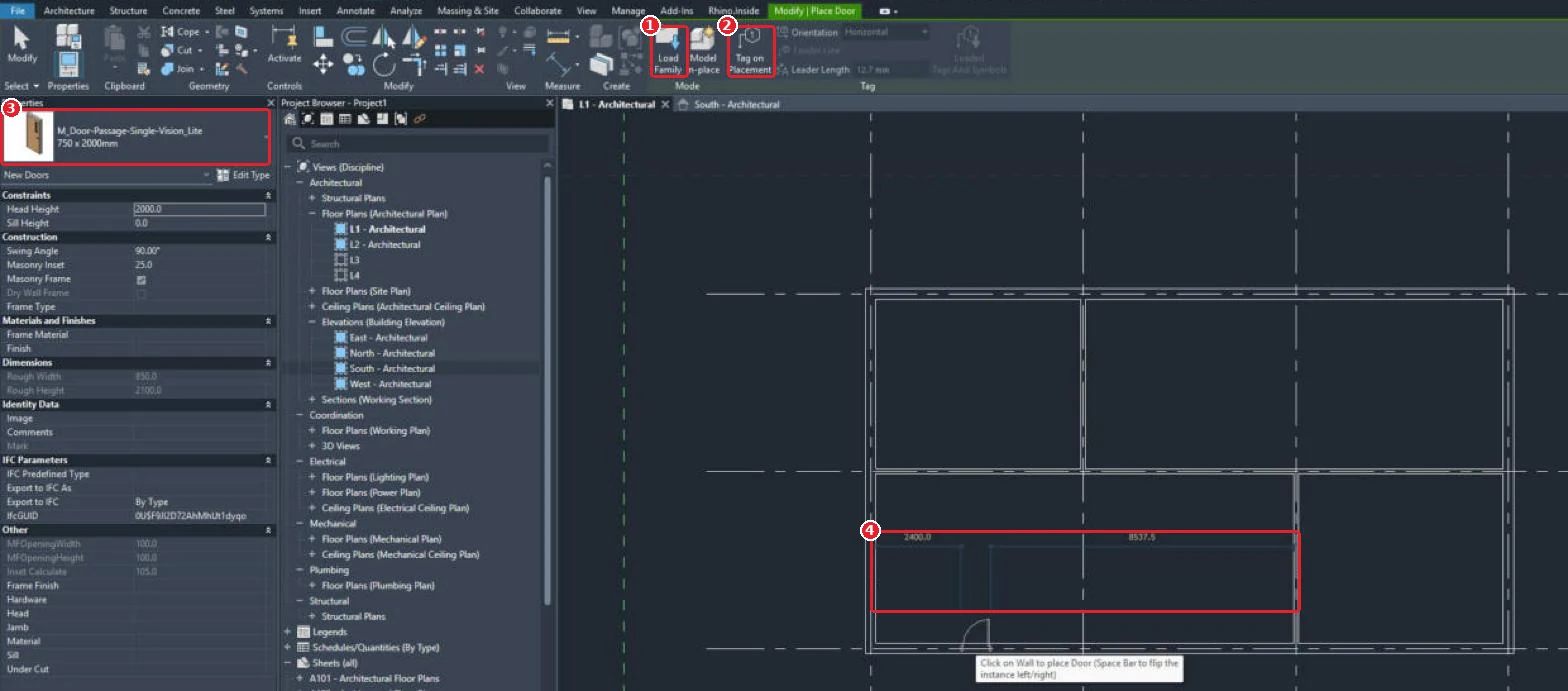 File Architecture Structure Concrete Steel Systems Insert Annotate Analyze Massing & Site Collaborate View Manage Add-Ins Rhino.Inside Modify | Place Door
1
2
Cope
Cut
Join
Modify
Paste
Activate
Load
Family
Model
In-place
Tag on
Placement
Orientation Horizontal
Leader Line
Leader Length: 12.7 mm
Loaded
Tags And Symbols
Select Properties Clipboard Geometry Controls Modify View Measure Create Mode Tag
3
erties
M_Door-Passage-Single-Vision_Lite
750 x 2000mm
New Doors
Edit Type
Constraints
Head Height 2000.0
Sill Height 0.0
Construction
Swing Angle 90.00°
Masonry Inset 25.0
Masonry Frame
Dry Wall Frame
Frame Type
Materials and Finishes
Frame Material
Finish
Dimensions
Rough Width 850.0
Rough Height 2100.0
Identity Data
Image
Comments
Mark
IFC Parameters
IFC Predefined Type
Export to IFC As
Export to IFC By Type
IfcGUID
Other
MFOpeningWidth 100.0
MFOpeningHeight 100.0
Inset Calculate 105.0
Frame Finish
Hardware
Head
Jamb
Material
Sill
Under Cut
Project Browser - Project1
Search
Views (Discipline)
Architectural
Structural Plans
Floor Plans (Architectural Plan)
L1 - Architectural
L2 - Architectural
L3
L4
Floor Plans (Site Plan)
Ceiling Plans (Architectural Ceiling Plan)
Elevations (Building Elevation)
East - Architectural
North - Architectural
South - Architectural
West - Architectural
Sections (Working Section)
Coordination
Floor Plans (Working Plan)
3D Views
Electrical
Floor Plans (Lighting Plan)
Floor Plans (Power Plan)
Ceiling Plans (Electrical Ceiling Plan)
Mechanical
Floor Plans (Mechanical Plan)
Ceiling Plans (Mechanical Ceiling Plan)
Plumbing
Floor Plans (Plumbing Plan)
Structural
Structural Plans
Legends
Schedules/Quantities (By Type)
Sheets (all)
A101 - Architectural Floor Plans
L1 - Architectural
South - Architectural
4
2400.0
8537.5
Click on Wall to place Door (Space Bar to flip the
instance left/right)